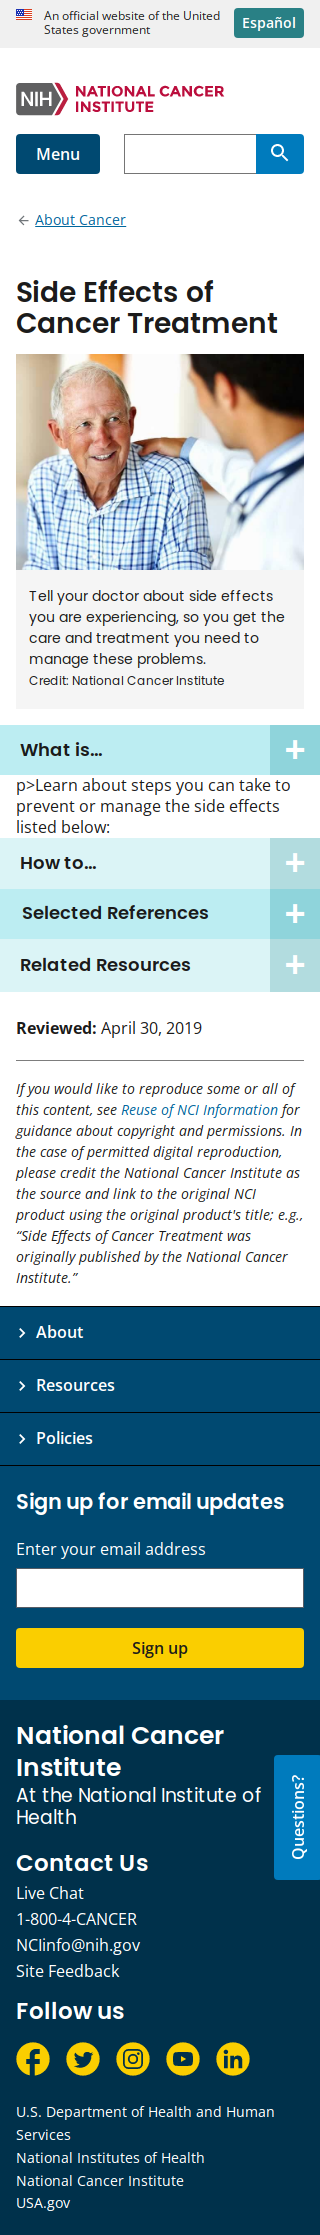 An official website of the United
States government
Español
NIH
NATIONAL CANCER
INSTITUTE
Menu
About Cancer
Side Effects of
Cancer Treatment
Tell your doctor about side effects
you are experiencing, so you get the
care and treatment you need to
manage these problems.
Credit: National Cancer Institute
What is...
p>Learn about steps you can take to
prevent or manage the side effects
listed below:
How to...
Selected References
Related Resources
Reviewed: April 30, 2019
If you would like to reproduce some or all of
this content, see Reuse of NCI Information for
guidance about copyright and permissions. In
the case of permitted digital reproduction,
please credit the National Cancer Institute as
the source and link to the original NCI
product using the original product's title; e.g.,
“Side Effects of Cancer Treatment was
originally published by the National Cancer
Institute.”
About
Resources
Policies
Sign up for email updates
Enter your email address
Sign up
National Cancer
Institute
At the National Institute of
Health
Questions?
Contact Us
Live Chat
1-800-4-CANCER
NCIinfo@nih.gov
Site Feedback
Follow us
U.S. Department of Health and Human
Services
National Institutes of Health
National Cancer Institute
USA.gov